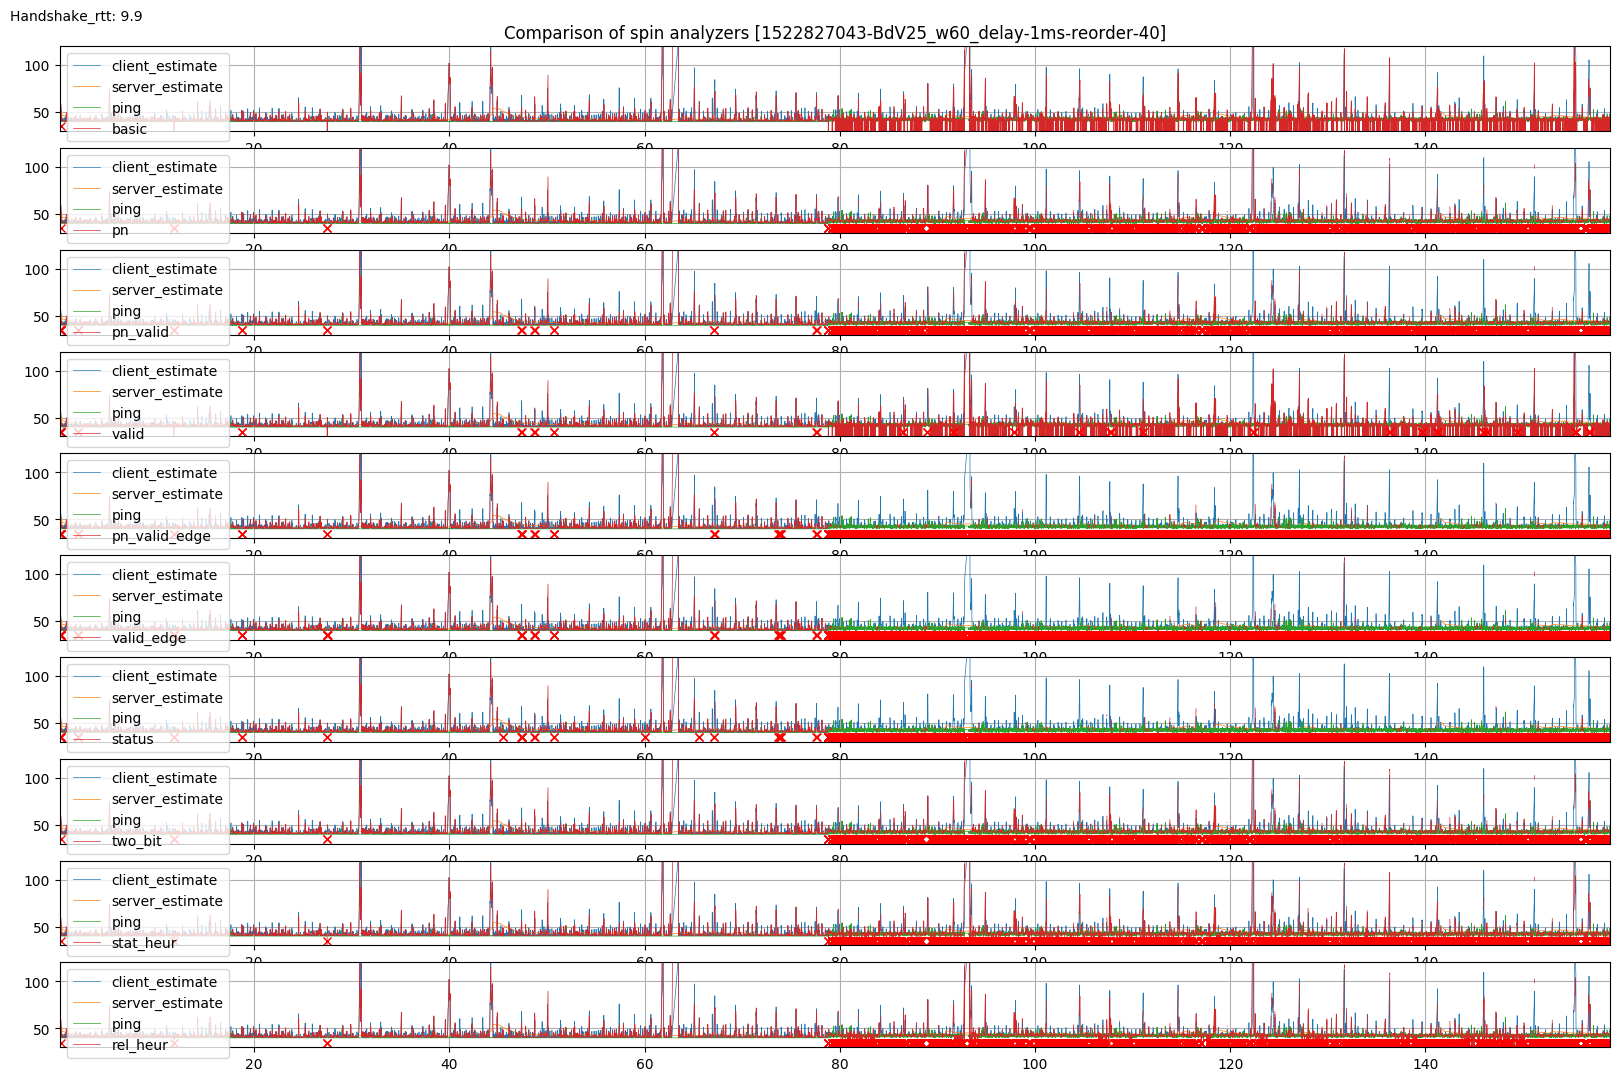 Handshake_rtt: 9.9
Comparison of spin analyzers [1522827043-BdV25_w60_delay-1ms-reorder-40]
100
50
client_estimate
server_estimate
ping
basic
20 40 60 80 100 120 140
100
50
client_estimate
server_estimate
ping
pn
20 40 60 80 100 120 140
100
50
client_estimate
server_estimate
ping
pn_valid
20 40 60 80 100 120 140
100
50
client_estimate
server_estimate
ping
valid
20 40 60 80 100 120 140
100
50
client_estimate
server_estimate
ping
pn_valid_edge
20 40 60 80 100 120 140
100
50
client_estimate
server_estimate
ping
valid_edge
20 40 60 80 100 120 140
100
50
client_estimate
server_estimate
ping
status
20 40 60 80 100 120 140
100
50
client_estimate
server_estimate
ping
two_bit
20 40 60 80 100 120 140
100
50
client_estimate
server_estimate
ping
stat_heur
20 40 60 80 100 120 140
100
50
client_estimate
server_estimate
ping
rel_heur
20 40 60 80 100 120 140